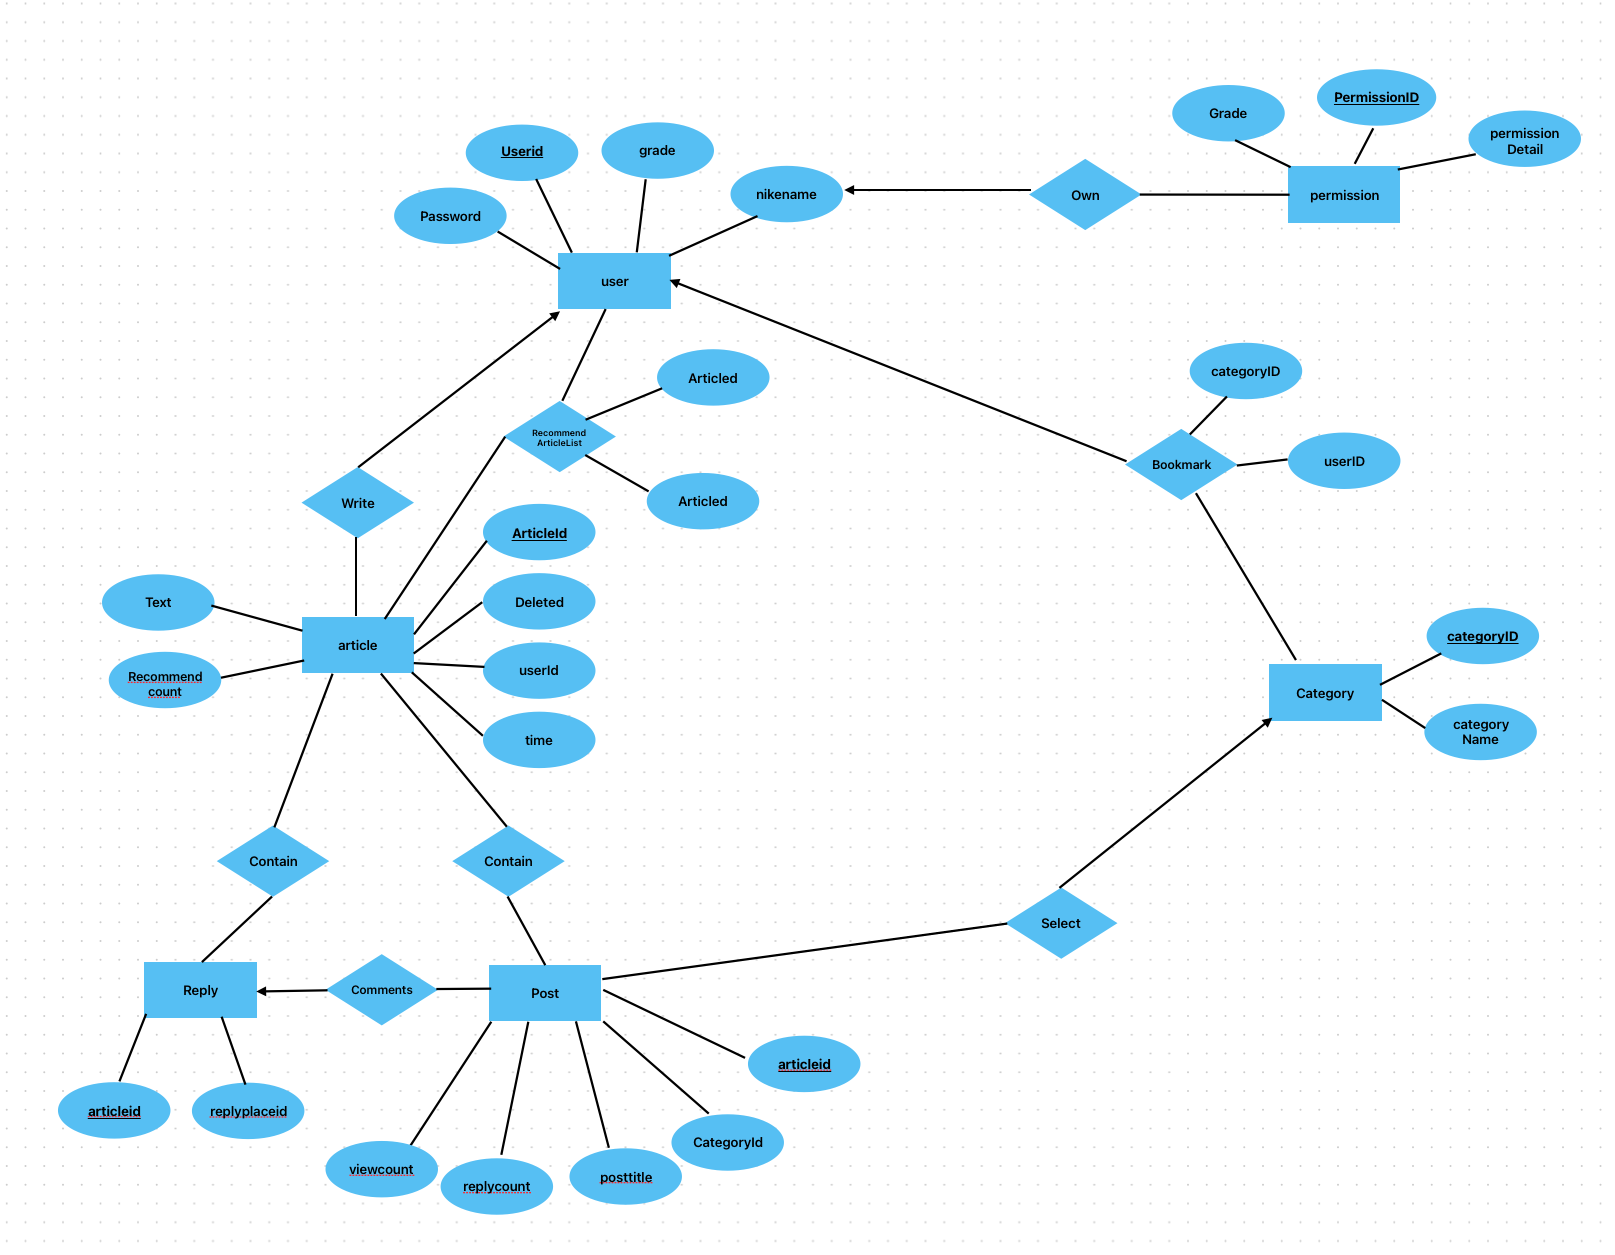 PermissionID
Grade
permission
Detail
Userid
grade
nikename
Own
permission
Password
user
Articled
categoryID
Recommend
ArticleList
Bookmark
userID
Write
Articled
ArticleId
Text
Deleted
article
userId
Recommend
count
time
categoryID
Category
category
Name
Contain
Contain
Select
Reply
Comments
Post
articleid
articleid
replyplaceid
CategoryId
viewcount
replycount
posttitle